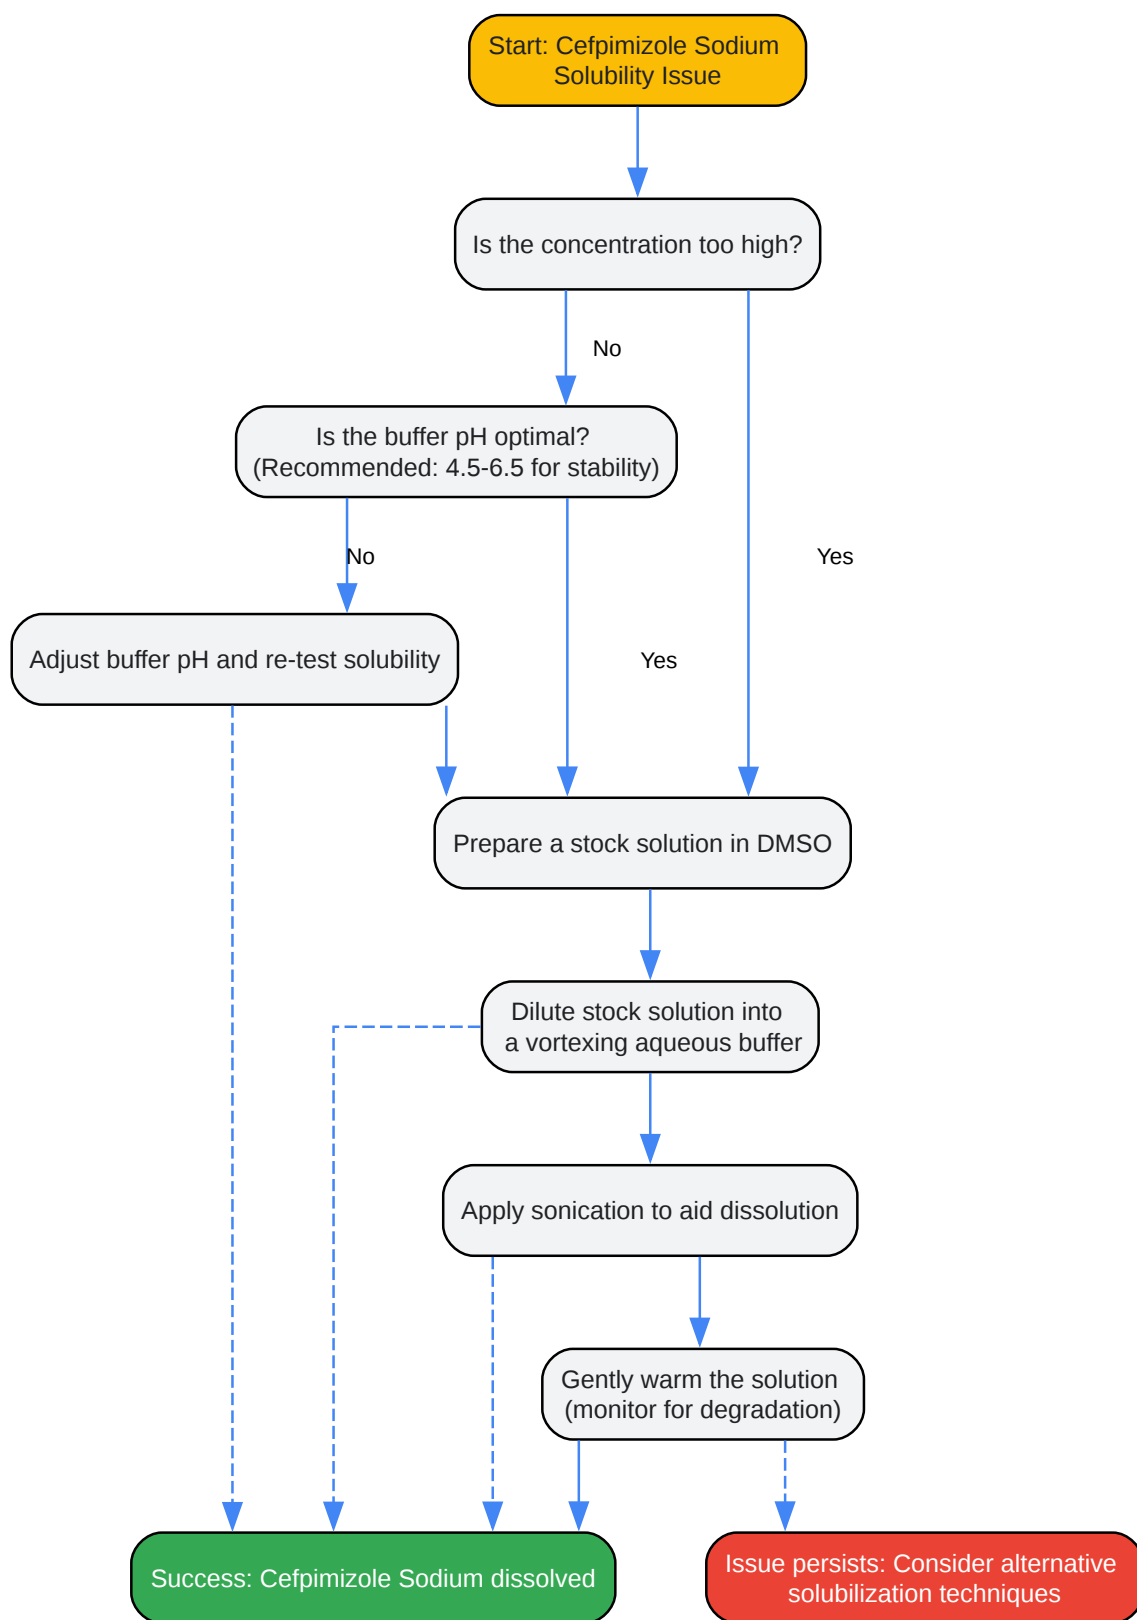 Start: Cefpimizole Sodium
Solubility Issue
Is the concentration too high?
No
Is the buffer pH optimal?
(Recommended: 4.5-6.5 for stability)
No
Yes
Adjust buffer pH and re-test solubility
Yes
Prepare a stock solution in DMSO
Dilute stock solution into
a vortexing aqueous buffer
Apply sonication to aid dissolution
Gently warm the solution
(monitor for degradation)
Success: Cefpimizole Sodium dissolved
Issue persists: Consider alternative
solubilization techniques